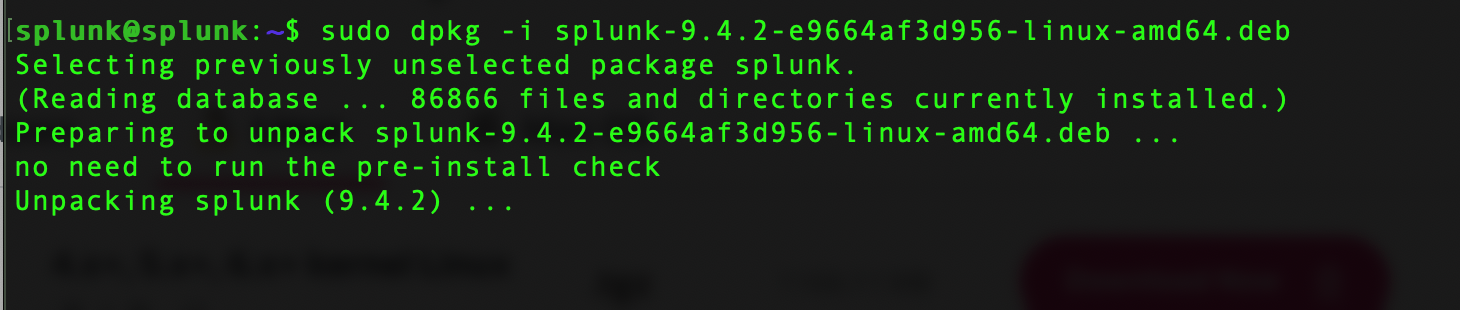 [splunk@splunk:~$ sudo dpkg -i splunk-9.4.2-e9664af3d956-linux-amd64.deb
Selecting previously unselected package splunk.
(Reading database ... 86866 files and directories currently installed.)
Preparing to unpack splunk-9.4.2-e9664af3d956-linux-amd64.deb ...
no need to run the pre-install check
Unpacking splunk (9.4.2) ...